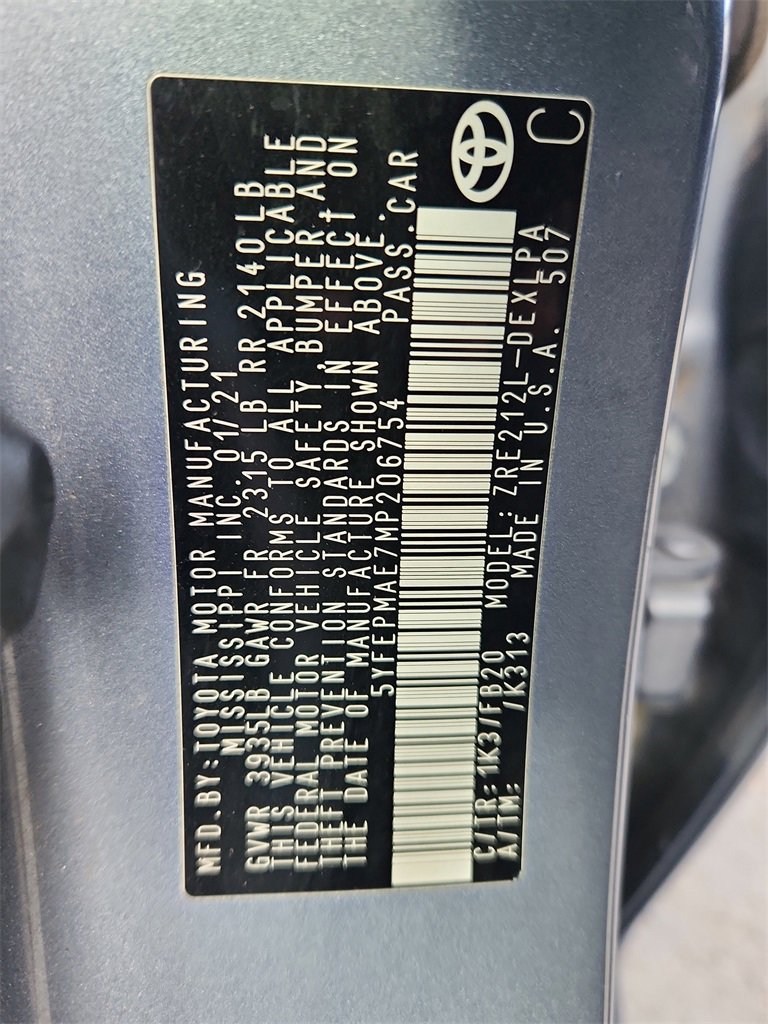 MFD.BY:TOYOTA MOTOR MANUFACTURING
MISSISSIPPI INC. 01/21
GVWR 3935LB GAWR FR 2315 LB RR 2140LB
THIS VEHICLE CONFORMS TO ALL APPLICABLE
FEDERAL MOTOR VEHICLE SAFETY, BUMPER, AND
THEFT PREVENTION STANDARDS IN EFFECT ON
THE DATE OF MANUFACTURE SHOWN ABOVE.
5YFEPMAE7MP206754 PASS.CAR
C/TR: 1K3/FB20 MODEL: ZRE212L-DEXLPA
A/TM: /K313 MADE IN U.S.A. 507
C